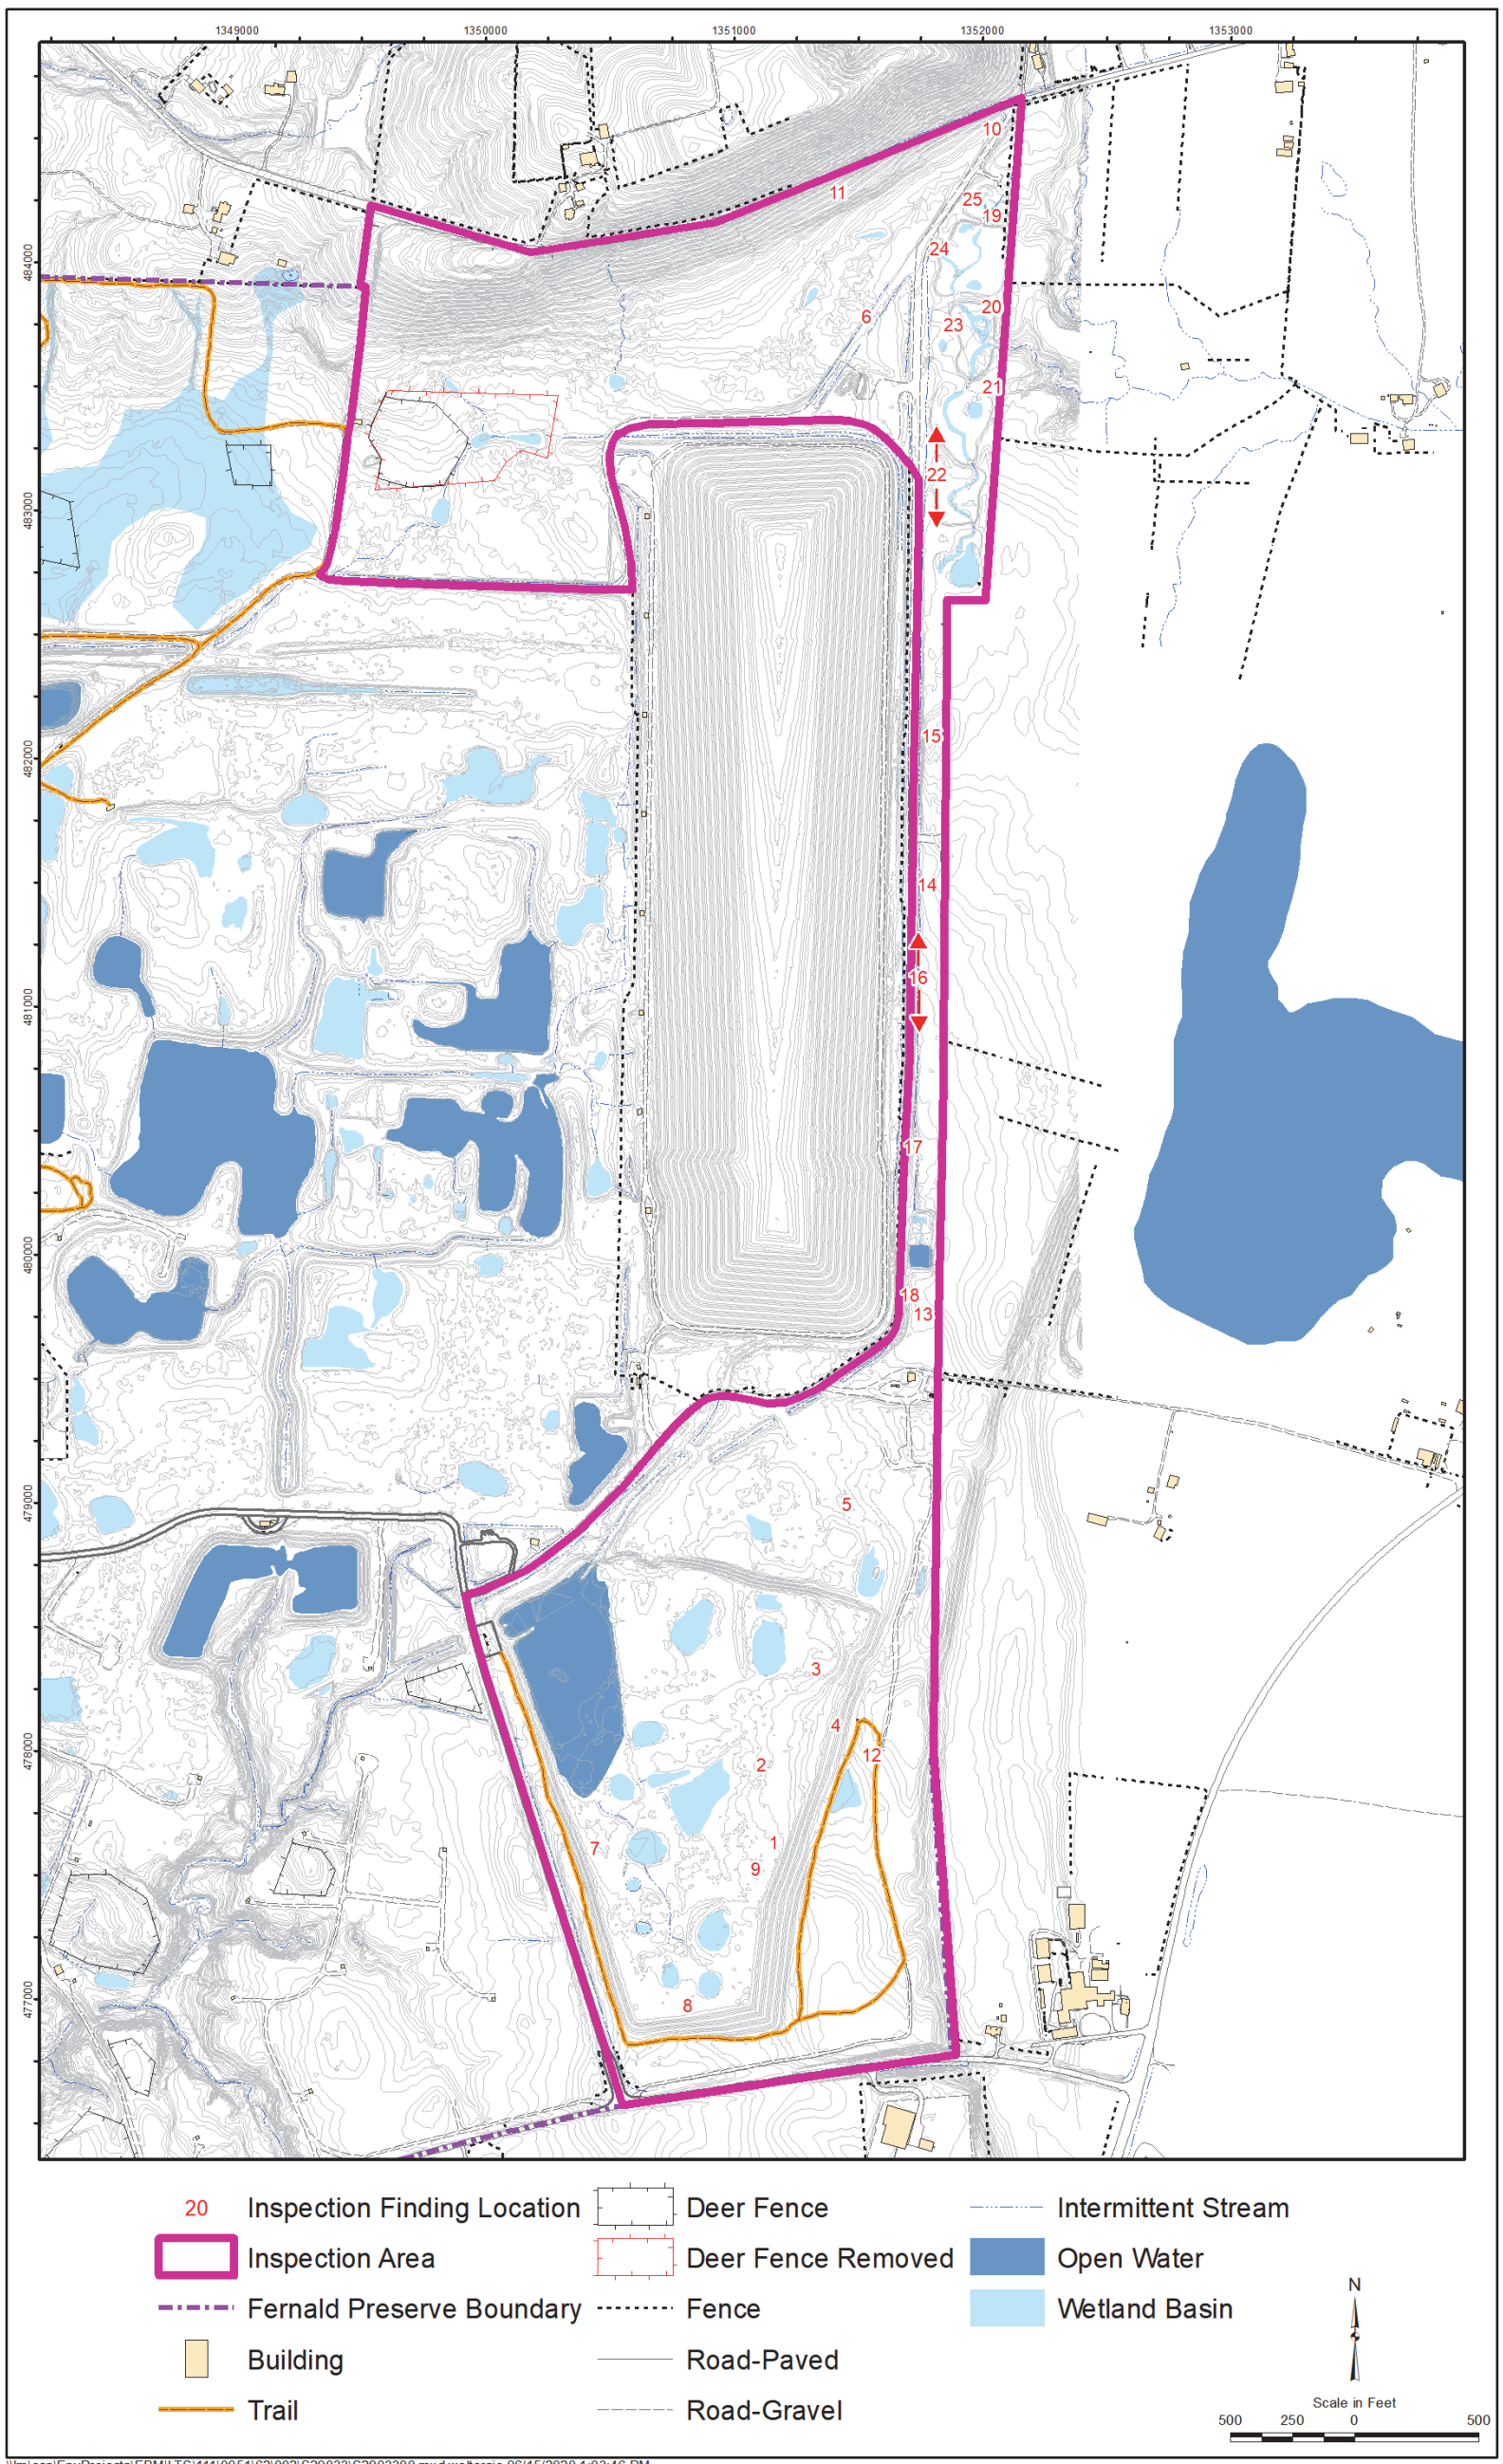 1349000 1350000 1351000 1352000 1353000
10
11
25
19
24
484000
20
6
23
21
22
483000
15
482000
14
16
481000
17
480000
18
13
5
479000
3
4
12
478000
2
1
7
9
477000
8
20 Inspection Finding Location
Inspection Area
Fernald Preserve Boundary
Building
Trail
Deer Fence
Deer Fence Removed
Fence
Road-Paved
Road-Gravel
Intermittent Stream
Open Water
Wetland Basin
N
Scale in Feet
500 250 0 500